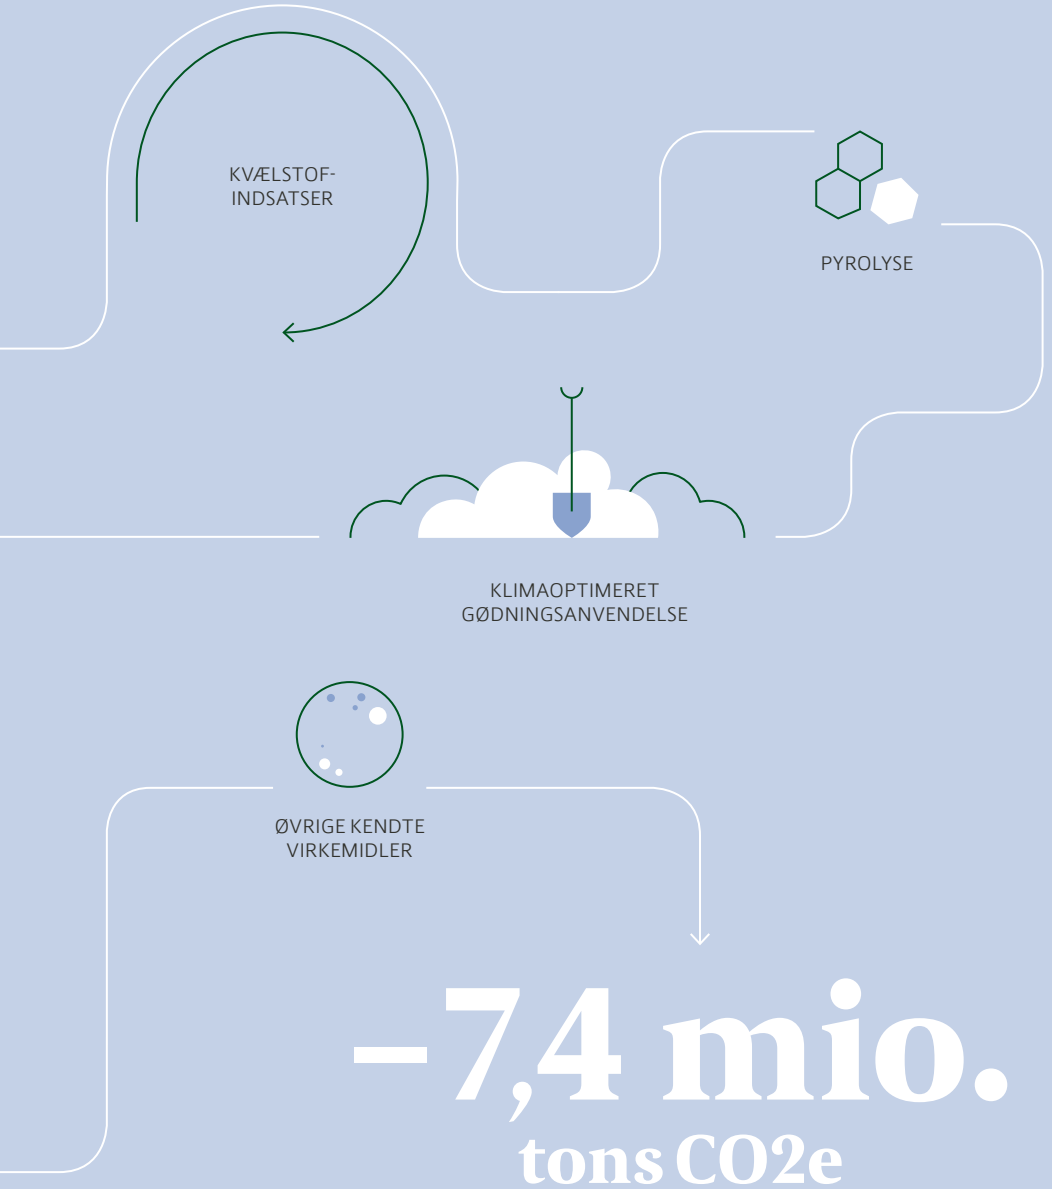 KVÆLSTOF-
INDSATSER
PYROLYSE
KLIMAOPTIMERET
GØDNINGSANVENDELSE
ØVRIGE KENDTE
VIRKEMIDLER
–7,4 mio.
tons CO2e